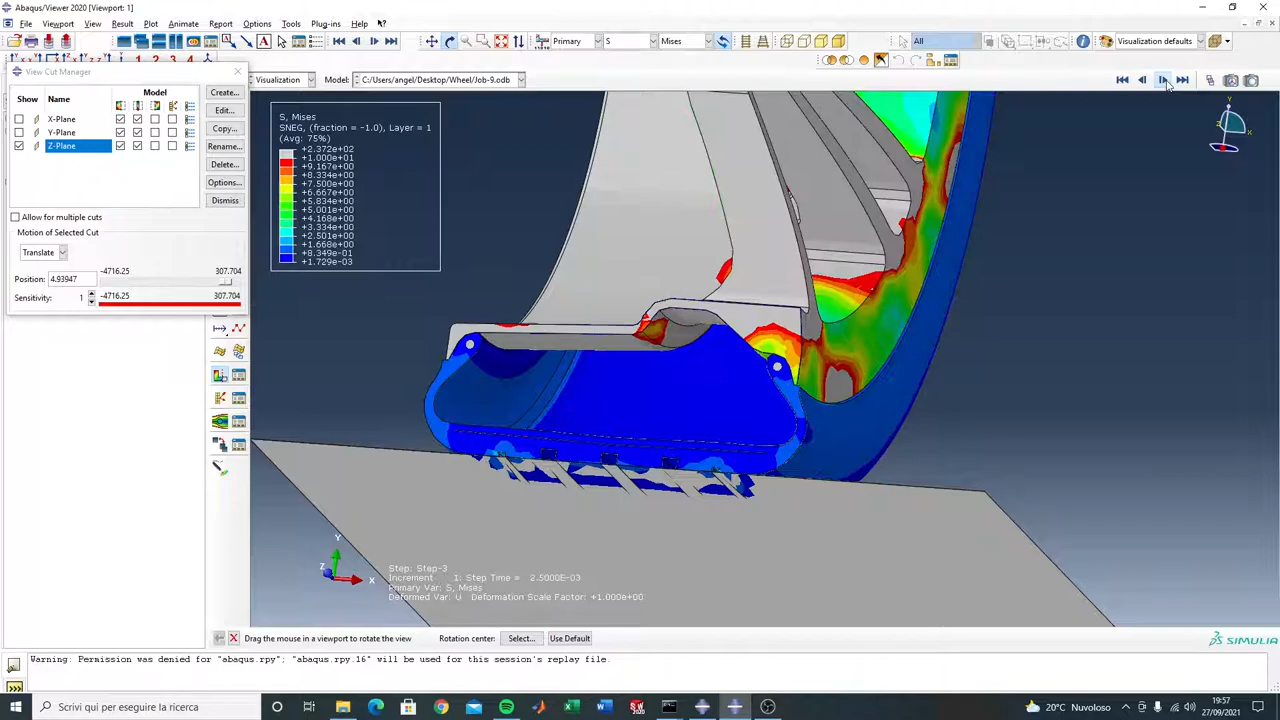 Abaqus/Viewer 2020 [Viewport: 1]
File Viewport View Result Plot Animate Report Options Tools Plug-ins Help
Primary S Mises All Visualization defaults
View Cut Manager
Visualization Model: C:/Users/angel/Desktop/Wheel/Job-9.odb
Show Name Model
X-Plane
Y-Plane
Z-Plane
Create...
Edit...
Copy...
Rename...
Delete...
Options...
Dismiss
Allow for multiple cuts
Motion of Selected Cut
Translate
Position: 4.93947 -4716.25 307.704
Sensitivity: 1 -4716.25 307.704
S, Mises
SNEG, (fraction = -1.0), Layer = 1
(Avg: 75%)
+2.372e+02
+1.000e+01
+9.167e+00
+8.334e+00
+7.500e+00
+6.667e+00
+5.834e+00
+5.001e+00
+4.168e+00
+3.334e+00
+2.501e+00
+1.668e+00
+8.349e-01
+1.729e-03
Y
Z X
Step: Step-3
Increment 1: Step Time = 2.5000E-03
Primary Var: S, Mises
Deformed Var: U Deformation Scale Factor: +1.000e+00
Drag the mouse in a viewport to rotate the view Rotation center: Select... Use Default
SIMULIA
Warning: Permission was denied for "abaqus.rpy", "abaqus.rpy.16" will be used for this session's replay file.
>>>
Scrivi qui per eseguire la ricerca
20°C Nuvoloso
19:57
27/09/2021